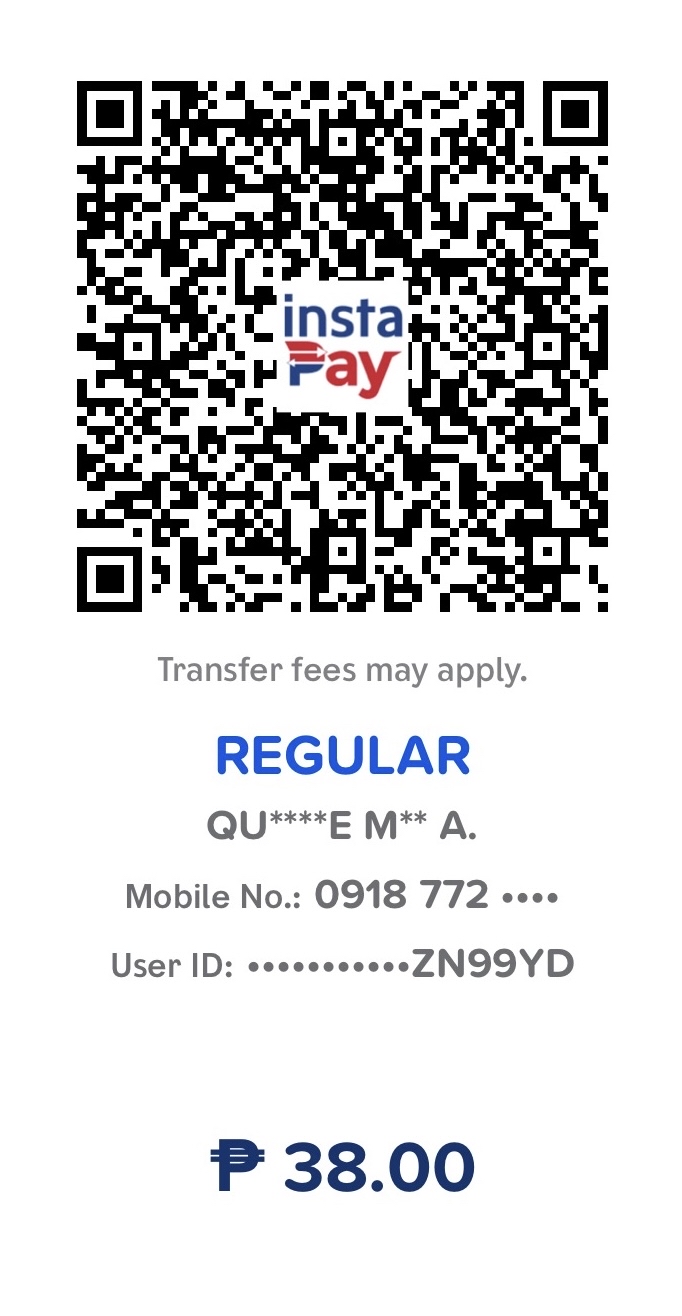 insta
Pay
Transfer fees may apply.
REGULAR
QU****E M** A.
Mobile No.: 0918 772 ••••
User ID: •••••••••••ZN99YD
₱ 38.00